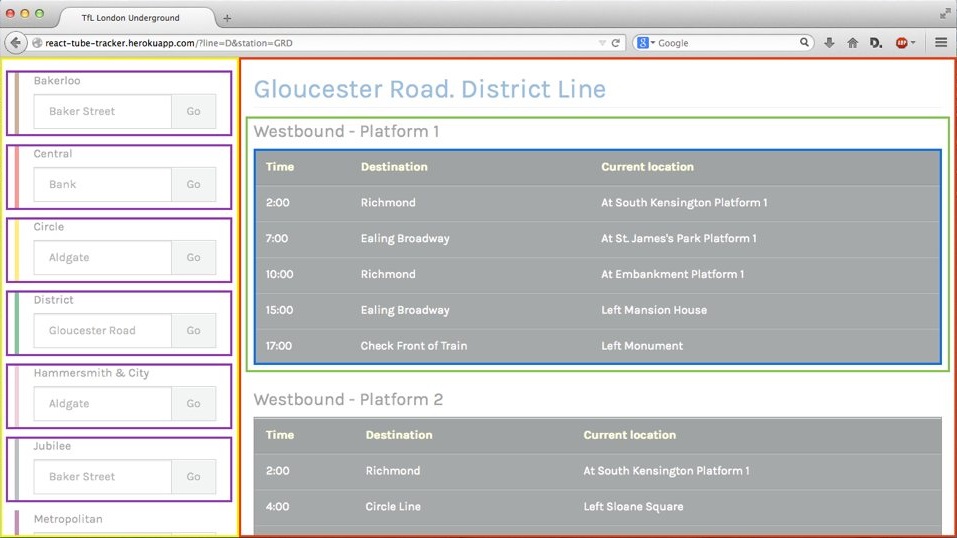 TfL London Underground
react-tube-tracker.herokuapp.com/?line=D&station=GRD
Google
D.
ABP
Bakerloo
Baker Street Go
Central
Bank Go
Circle
Aldgate Go
District
Gloucester Road Go
Hammersmith & City
Aldgate Go
Jubilee
Baker Street Go
Metropolitan
Gloucester Road. District Line
Westbound - Platform 1
Time Destination Current location
2:00 Richmond At South Kensington Platform 1
7:00 Ealing Broadway At St. James's Park Platform 1
10:00 Richmond At Embankment Platform 1
15:00 Ealing Broadway Left Mansion House
17:00 Check Front of Train Left Monument
Westbound - Platform 2
Time Destination Current location
2:00 Richmond At South Kensington Platform 1
4:00 Circle Line Left Sloane Square